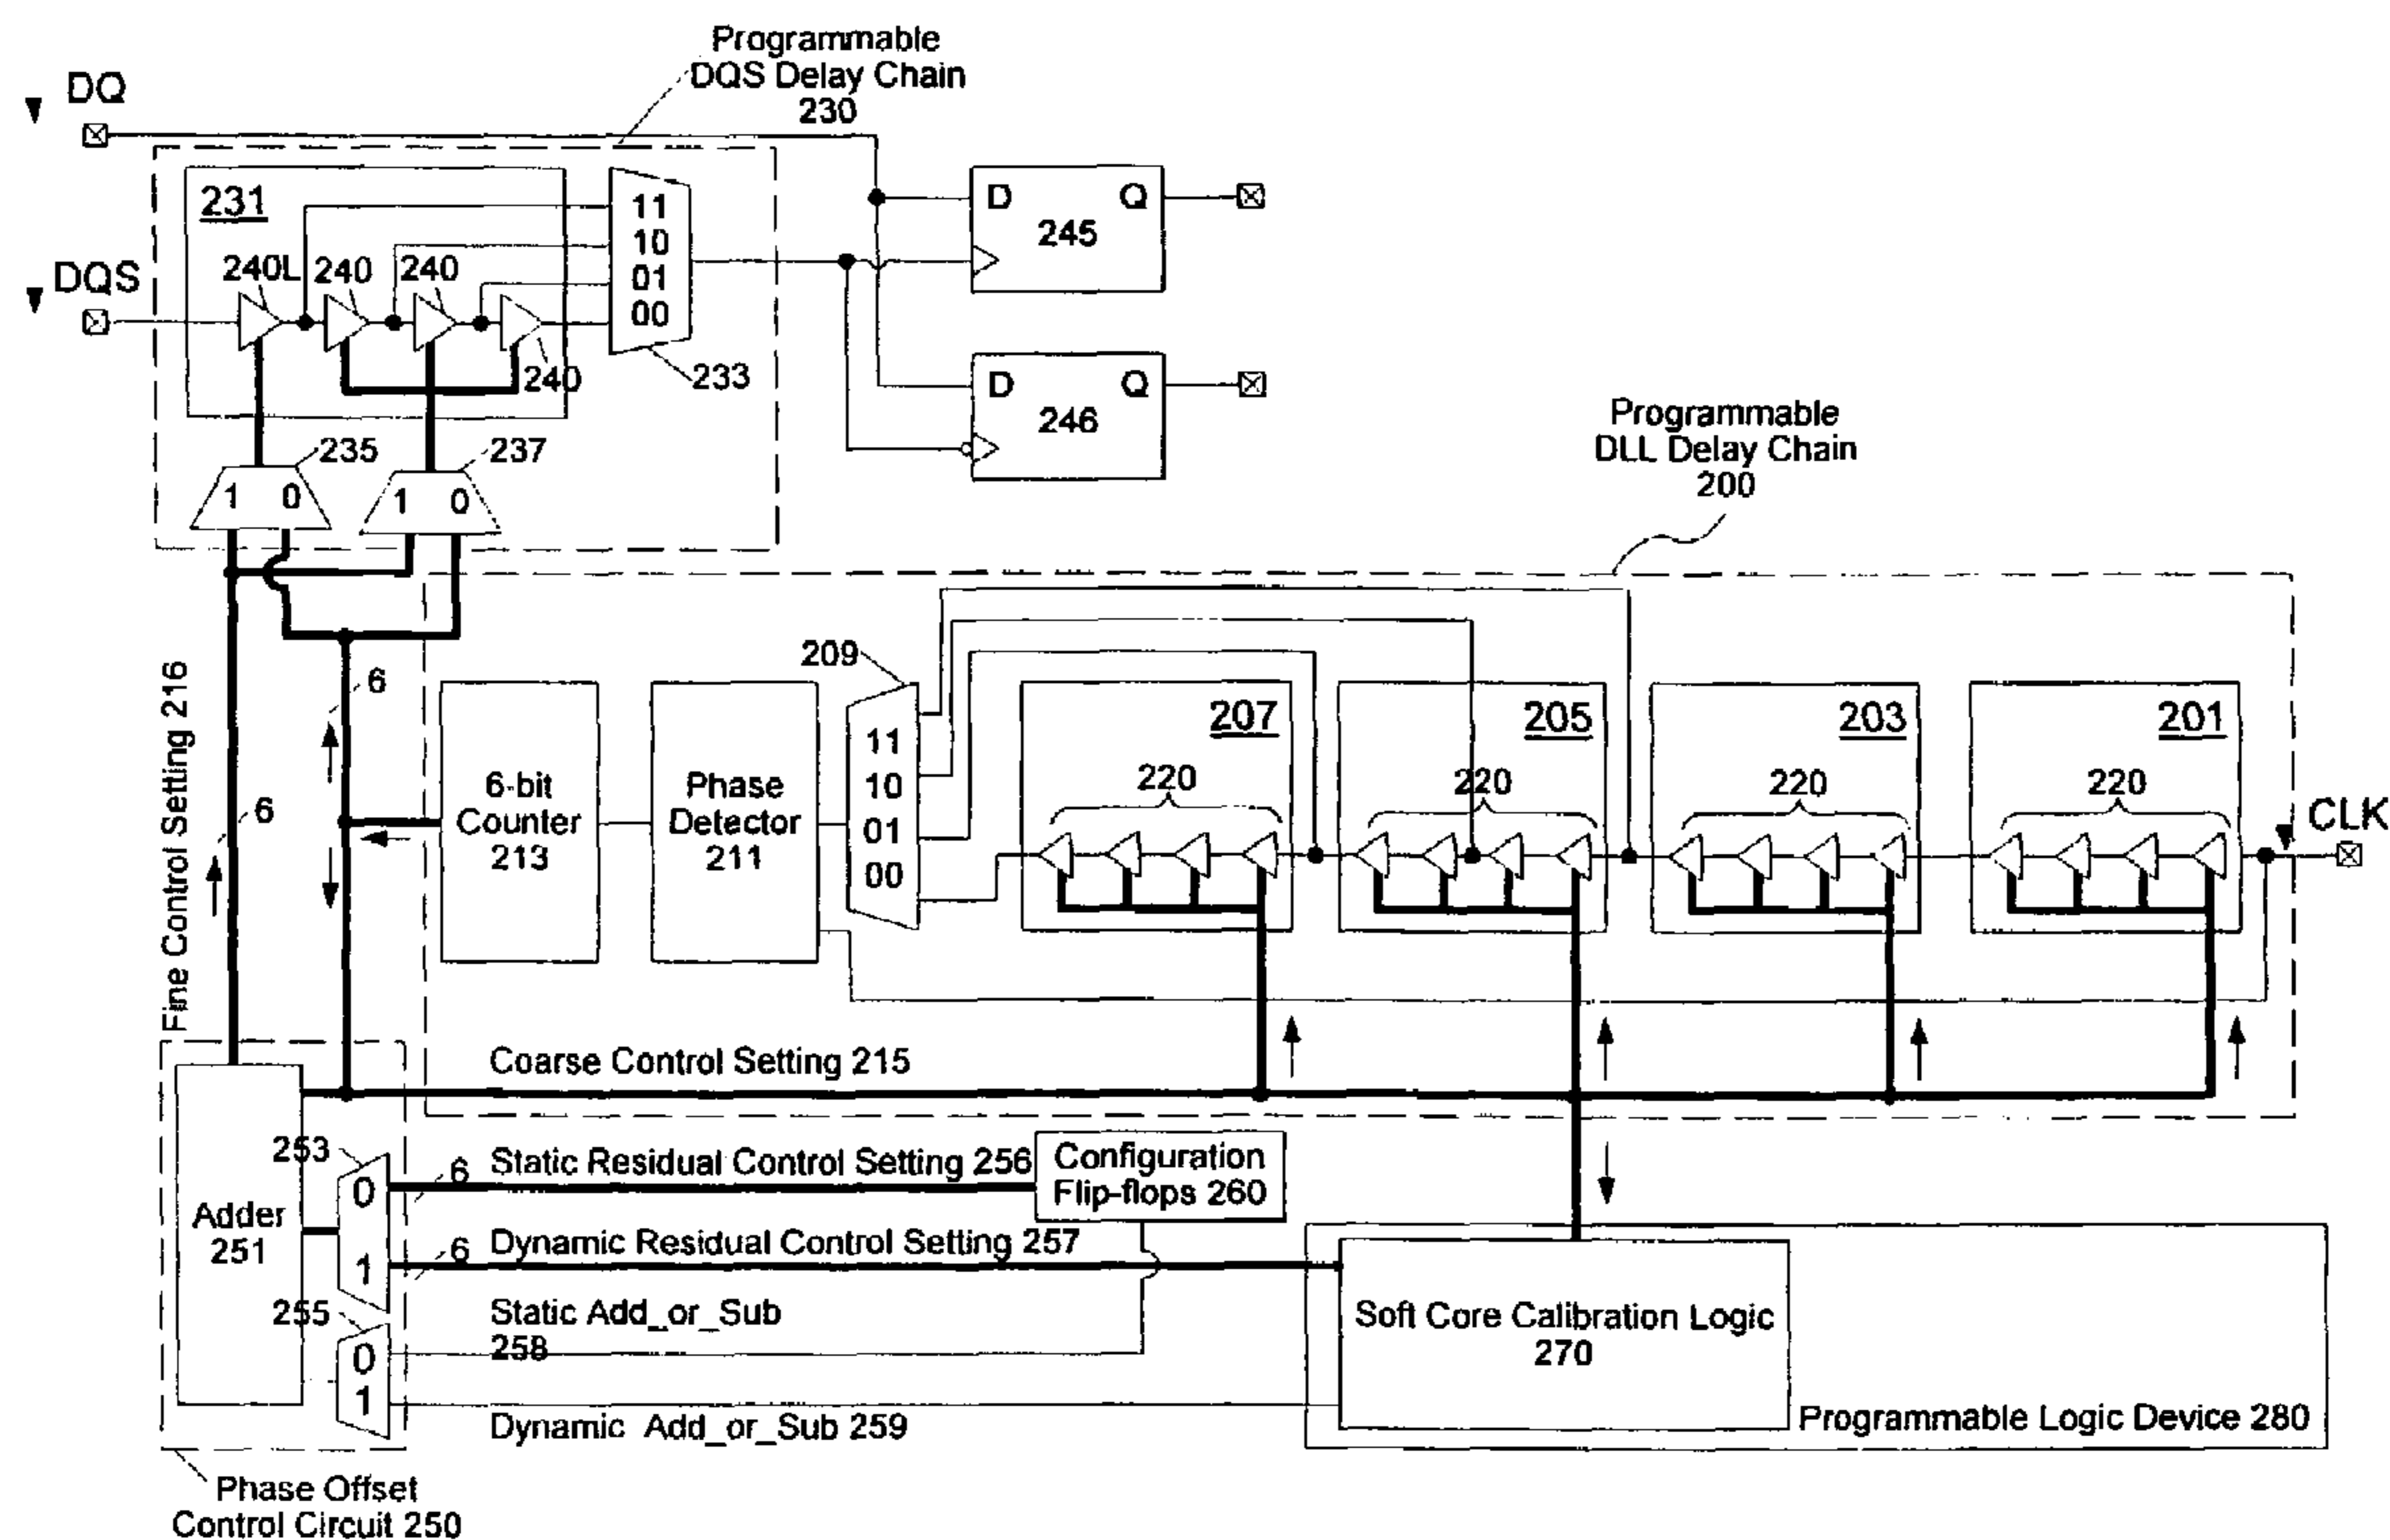 Programmable
DQS Delay Chain
230
DQ
231
11
10
01
00
D Q
245
DQS
240L 240 240
240
233
D Q
246
235
237
1 0
1 0
Programmable
DLL Delay Chain
200
Fine Control Setting 216
6
6
209
11
10
01
00
6-bit
Counter
213
Phase
Detector
211
207
220
205
220
203
220
201
220
CLK
Coarse Control Setting 215
253
0
1
6
Static Residual Control Setting 256
Configuration
Flip-flops 260
Adder
251
6
Dynamic Residual Control Setting 257
255
0
1
Static Add_or_Sub
258
Dynamic Add_or_Sub 259
Soft Core Calibration Logic
270
Programmable Logic Device 280
Phase Offset
Control Circuit 250